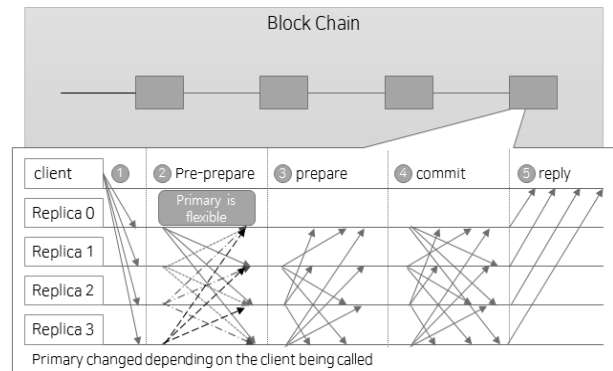 Block Chain
client
1
2 Pre-prepare
3 prepare
4 commit
5 reply
Primary is
flexible
Replica 0
Replica 1
Replica 2
Replica 3
Primary changed depending on the client being called